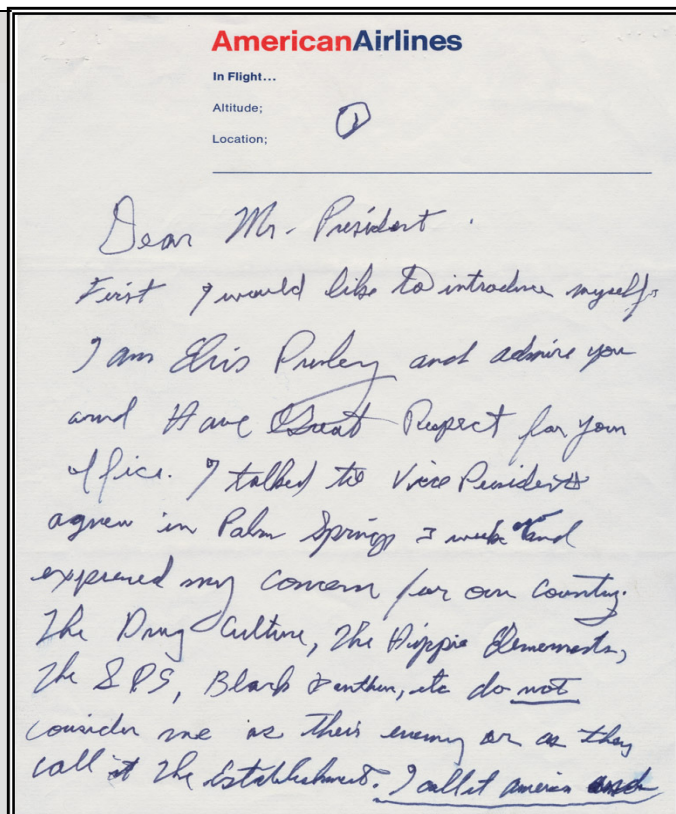 AmericanAirlines
In Flight...
Altitude;
Location;
1
Dear Mr. President.
First I would like to introduce myself.
I am Elvis Presley and admire you
and Have Great Respect for your
office. I talked to Vice President
agnew in Palm Springs 3 weeks ago and
expressed my concern for our country.
The Drug Culture, The Hippie Elements,
The SDS, Black Panthers, etc do not
consider me as their enemy or as they
call it The Establishment. I call it america and